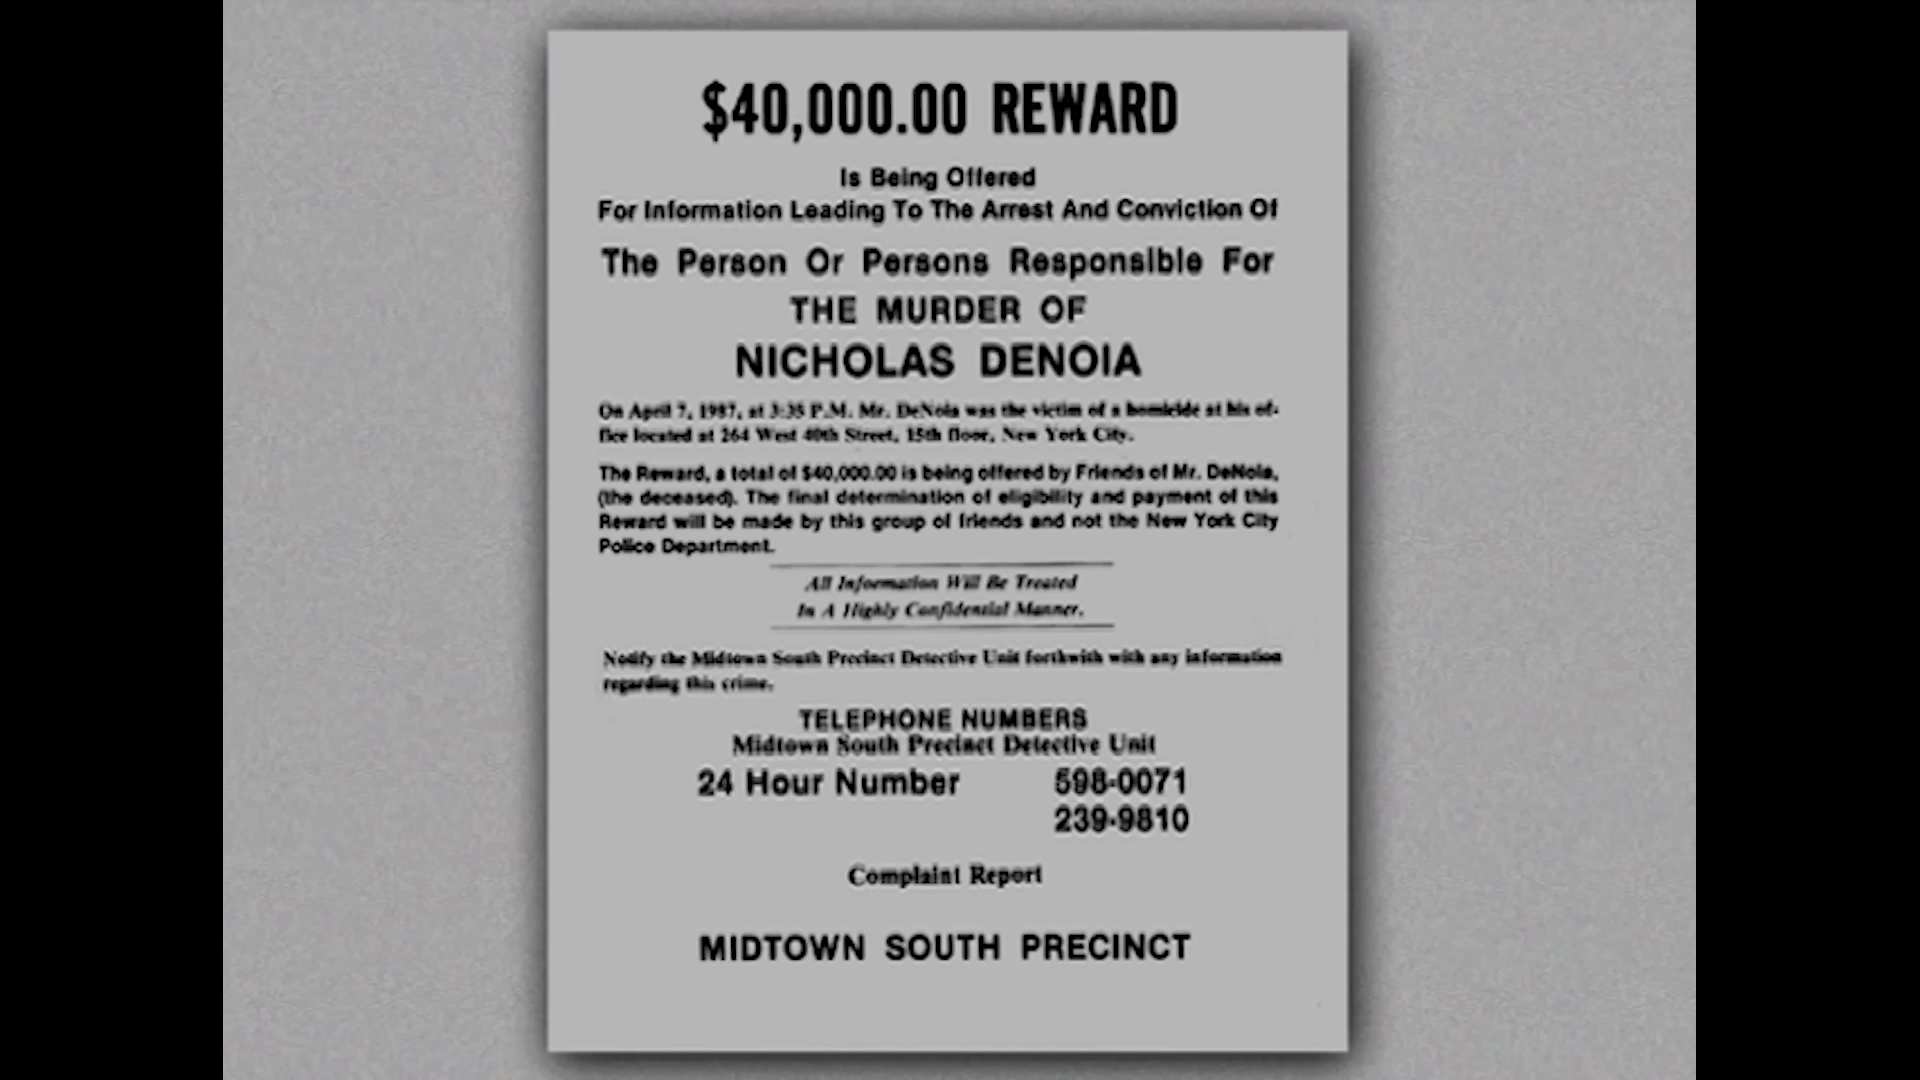 $40,000.00 REWARD
Is Being Offered
For Information Leading To The Arrest And Conviction Of
The Person Or Persons Responsible For
THE MURDER OF
NICHOLAS DENOIA
On April 7, 1987, at 3:35 P.M. Mr. DeNoia was the victim of a homicide at his of-
fice located at 264 West 40th Street, 15th floor, New York City.
The Reward, a total of $40,000.00 is being offered by Friends of Mr. DeNoia,
(the deceased). The final determination of eligibility and payment of this
Reward will be made by this group of friends and not the New York City
Police Department.
All Information Will Be Treated
In A Highly Confidential Manner.
Notify the Midtown South Precinct Detective Unit forthwith with any information
regarding this crime.
TELEPHONE NUMBERS
Midtown South Precinct Detective Unit
24 Hour Number 598-0071
239-9810
Complaint Report
MIDTOWN SOUTH PRECINCT